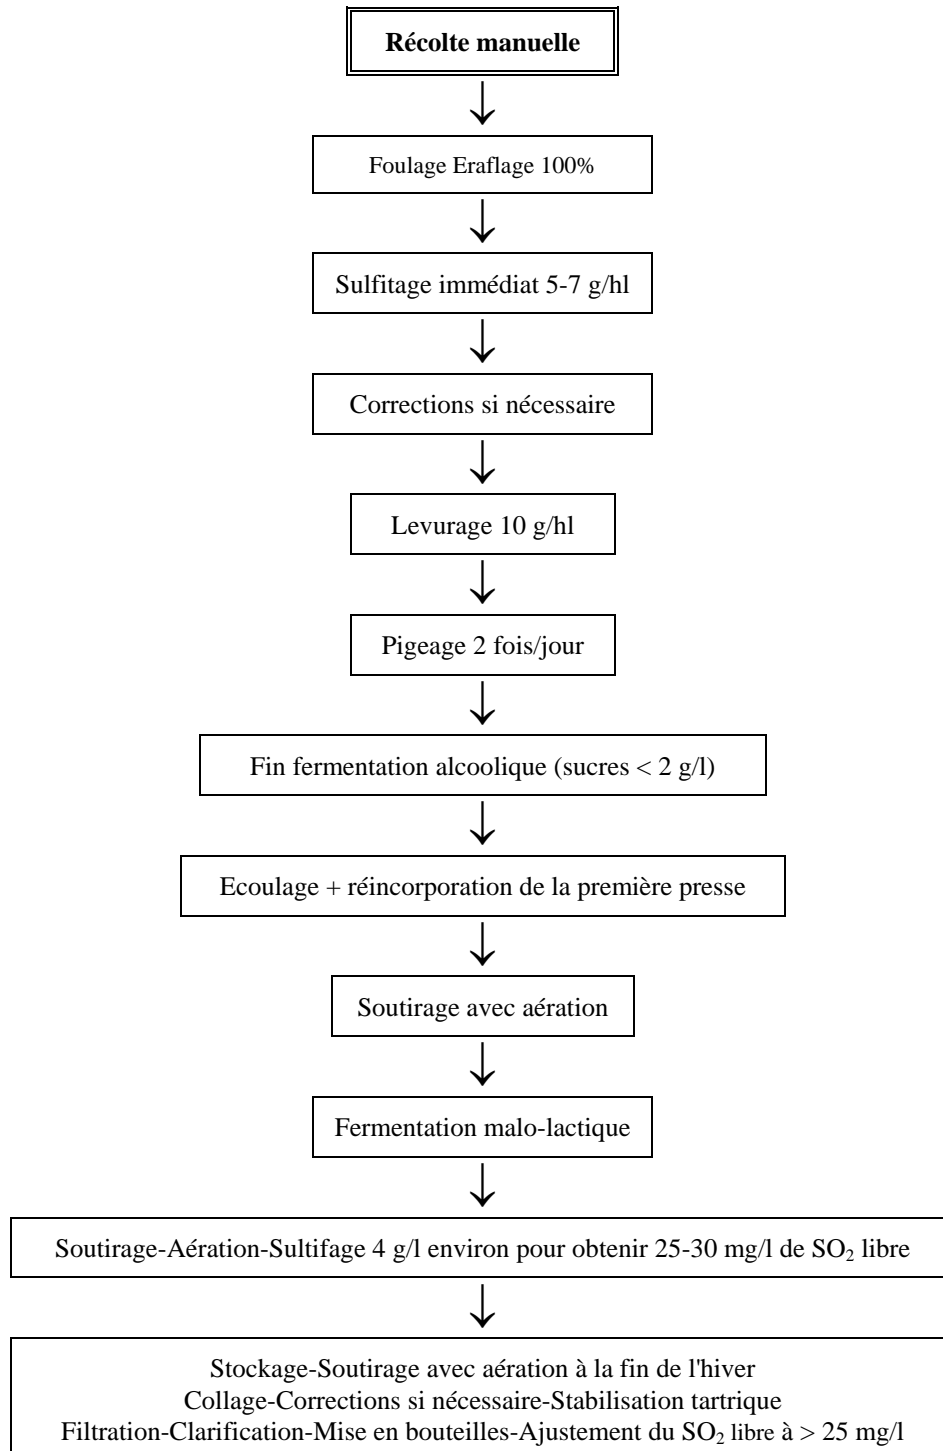 Récolte manuelle
Foulage Eraflage 100%
Sulfitage immédiat 5-7 g/hl
Corrections si nécessaire
Levurage 10 g/hl
Pigeage 2 fois/jour
Fin fermentation alcoolique (sucres < 2 g/l)
Ecoulage + réincorporation de la première presse
Soutirage avec aération
Fermentation malo-lactique
Soutirage-Aération-Sultifage 4 g/l environ pour obtenir 25-30 mg/l de SO₂ libre
Stockage-Soutirage avec aération à la fin de l'hiver
Collage-Corrections si nécessaire-Stabilisation tartrique
Filtration-Clarification-Mise en bouteilles-Ajustement du SO₂ libre à > 25 mg/l